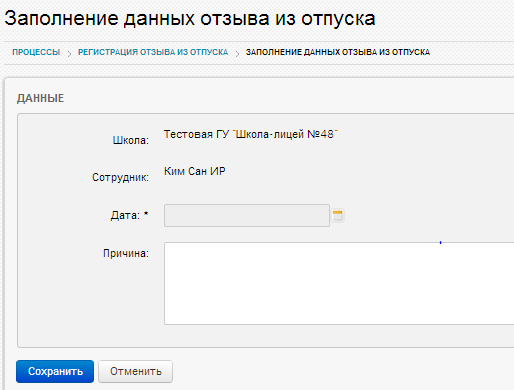 Заполнение данных отзыва из отпуска
ПРОЦЕССЫ > РЕГИСТРАЦИЯ ОТЗЫВА ИЗ ОТПУСКА > ЗАПОЛНЕНИЕ ДАННЫХ ОТЗЫВА ИЗ ОТПУСКА
ДАННЫЕ
Школа: Тестовая ГУ "Школа-лицей №48"
Сотрудник: Ким Сан ИР
Дата: *
Причина:
Сохранить Отменить